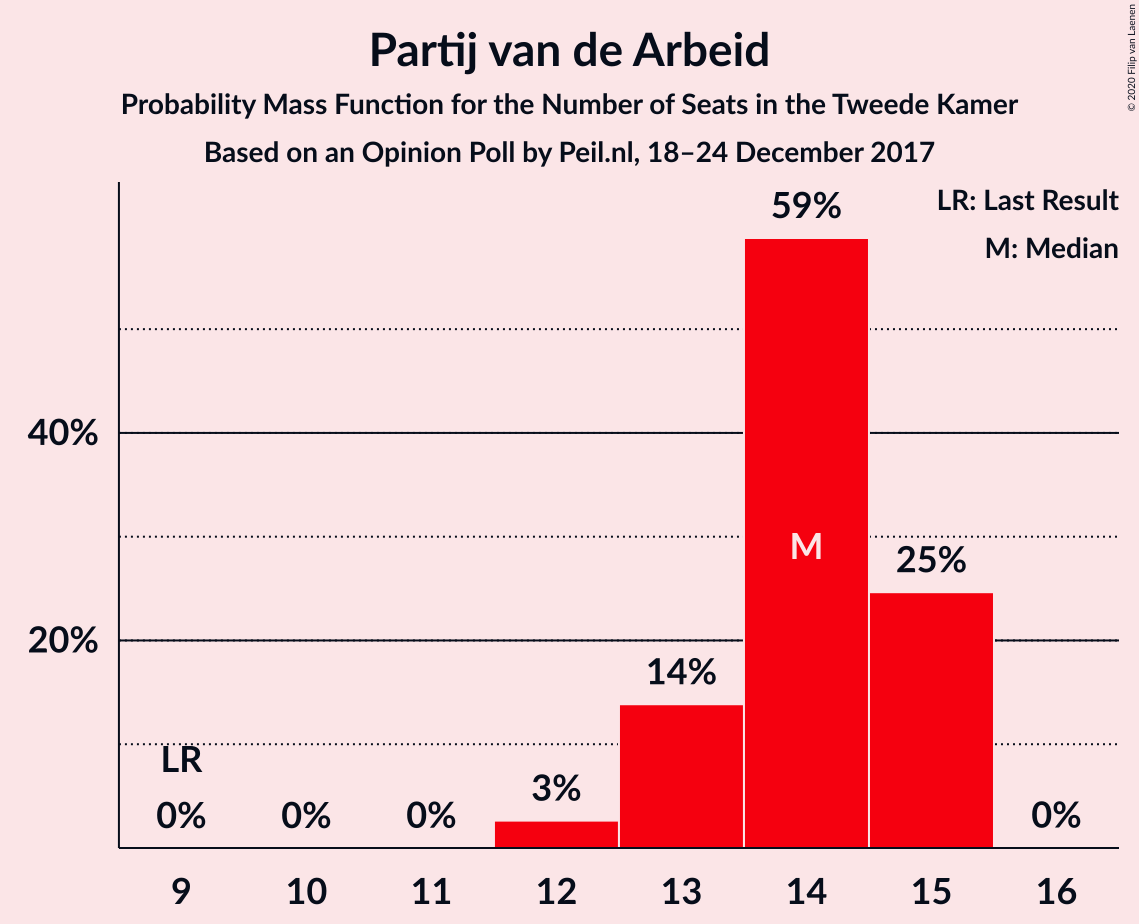 Partij van de Arbeid
Probability Mass Function for the Number of Seats in the Tweede Kamer
Based on an Opinion Poll by Peil.nl, 18–24 December 2017
© 2020 Filip van Laenen
LR: Last Result
M: Median
59%
40%
M
25%
20%
14%
LR
3%
0% 0% 0% 0%
9 10 11 12 13 14 15 16